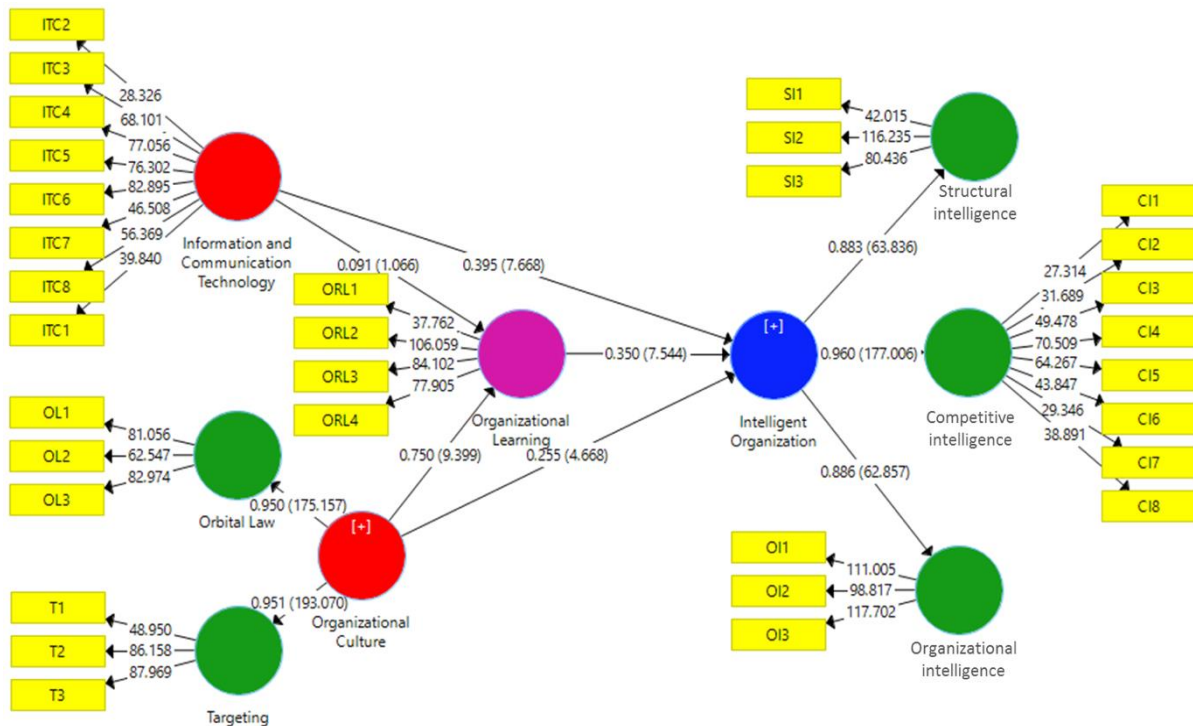 ITC2
ITC3
ITC4
ITC5
ITC6
ITC7
ITC8
ITC1
28.326
68.101
77.056
76.302
82.895
46.508
56.369
39.840
Information and
Communication
Technology
0.091 (1.066)
0.395 (7.668)
ORL1
ORL2
ORL3
ORL4
37.762
106.059
84.102
77.905
Organizational
Learning
0.350 (7.544)
0.750 (9.399)
0.255 (4.668)
OL1
OL2
OL3
81.056
62.547
82.974
Orbital Law
0.950 (175.157)
[+]
Organizational
Culture
0.951 (193.070)
T1
T2
T3
48.950
86.158
87.969
Targeting
[+]
Intelligent
Organization
0.883 (63.836)
0.960 (177.006)
0.886 (62.857)
SI1
SI2
SI3
42.015
116.235
80.436
Structural
intelligence
CI1
CI2
CI3
CI4
CI5
CI6
CI7
CI8
27.314
31.689
49.478
70.509
64.267
43.847
29.346
38.891
Competitive
intelligence
OI1
OI2
OI3
111.005
98.817
117.702
Organizational
intelligence